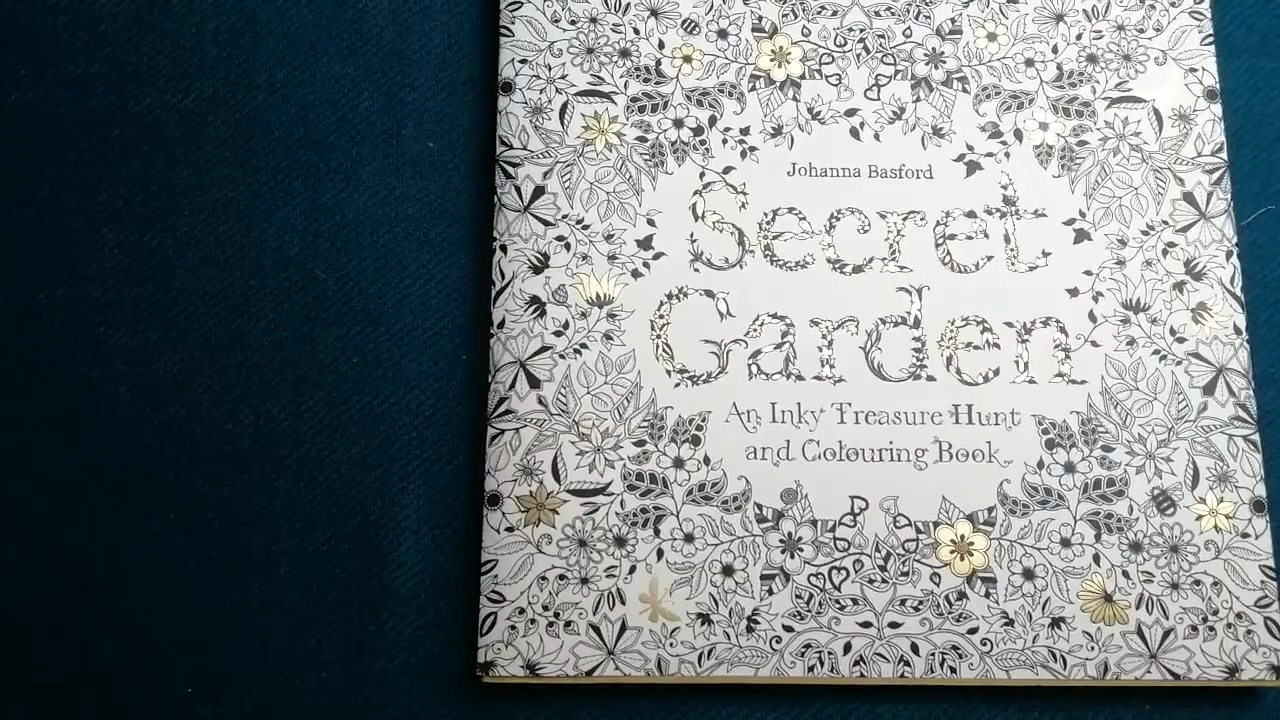 Johanna Basford
Secret
Garden
An Inky Treasure Hunt
and Colouring Book